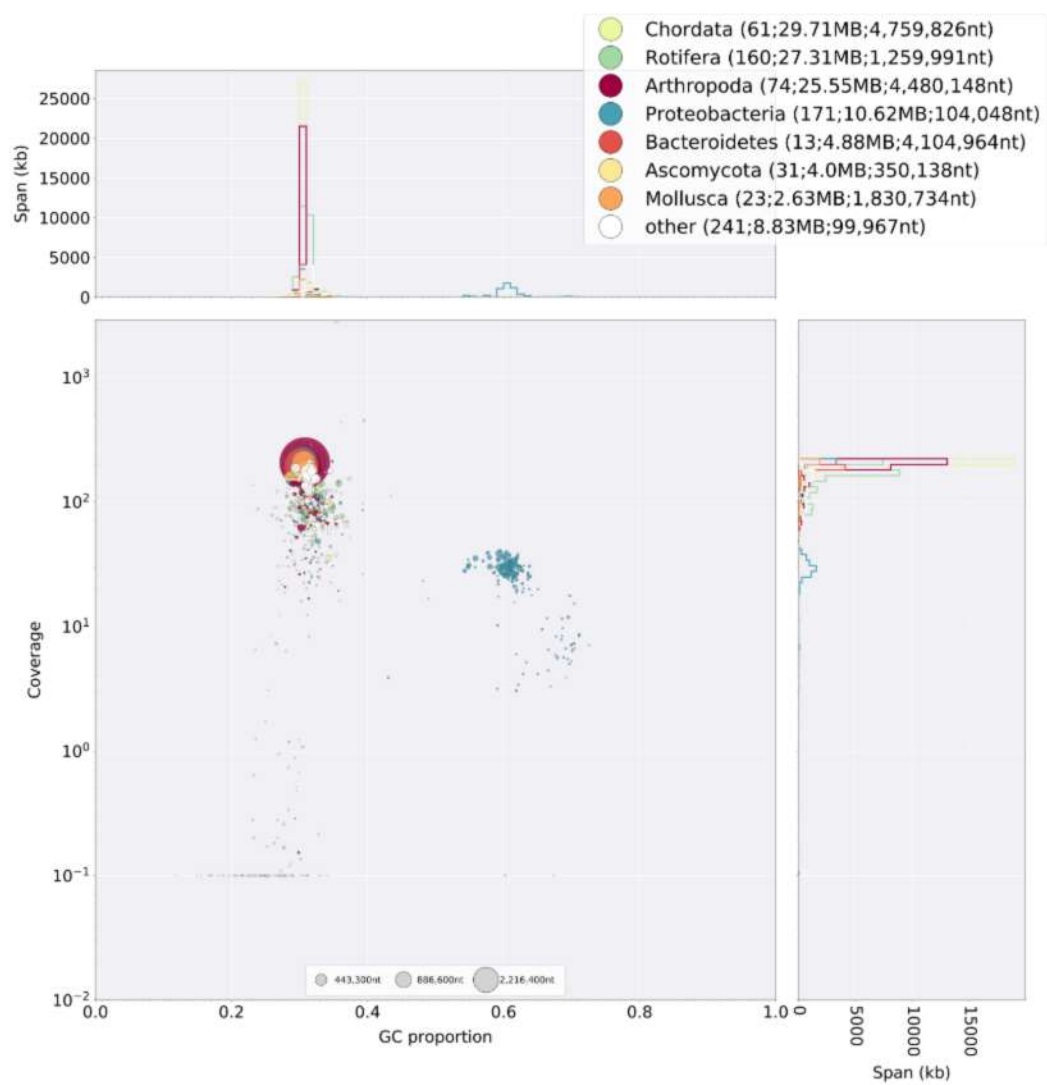 Chordata (61;29.71MB;4,759,826nt)
Rotifera (160;27.31MB;1,259,991nt)
Arthropoda (74;25.55MB;4,480,148nt)
Proteobacteria (171;10.62MB;104,048nt)
Bacteroidetes (13;4.88MB;4,104,964nt)
Ascomycota (31;4.0MB;350,138nt)
Mollusca (23;2.63MB;1,830,734nt)
other (241;8.83MB;99,967nt)
25000
20000
15000
10000
5000
0
Span (kb)
10³
10²
10¹
10⁰
10⁻¹
10⁻²
Coverage
443,300nt
886,600nt
2,216,400nt
0.0
0.2
0.4
0.6
0.8
1.0
GC proportion
0
5000
10000
15000
Span (kb)